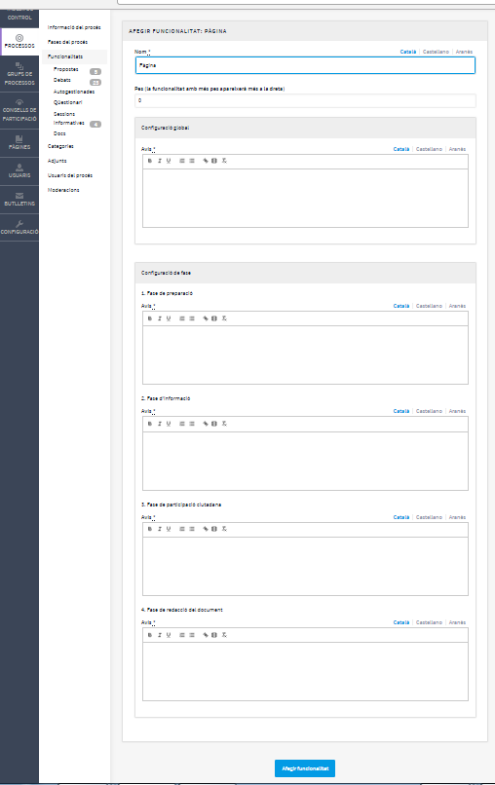 CONTROL
PROCESSOS
GRUPS DE
PROCESSOS
CONSELLS DE
PARTICIPACIÓ
PÀGINES
USUARIS
BUTLLETINS
CONFIGURACIÓ
Informació del procés
Fases del procés
Funcionalitats
Propostes
Debats
Autogestionades
Qüestionari
Sessions
Informatives
Docs
Categories
Adjunts
Usuaris del procés
Moderacions
AFEGIR FUNCIONALITAT: PÀGINA
Nom * Català Castellano Aranés
Pàgina
Pes (la funcionalitat amb més pes apareixerà més a la dreta)
0
Configuració global
Avís * Català Castellano Aranés
B I U
Configuració de fase
1. Fase de preparació
Avís * Català Castellano Aranés
B I U
2. Fase d'informació
Avís * Català Castellano Aranés
B I U
3. Fase de participació ciutadana
Avís * Català Castellano Aranés
B I U
4. Fase de redacció del document
Avís * Català Castellano Aranés
B I U
Afegir funcionalitat